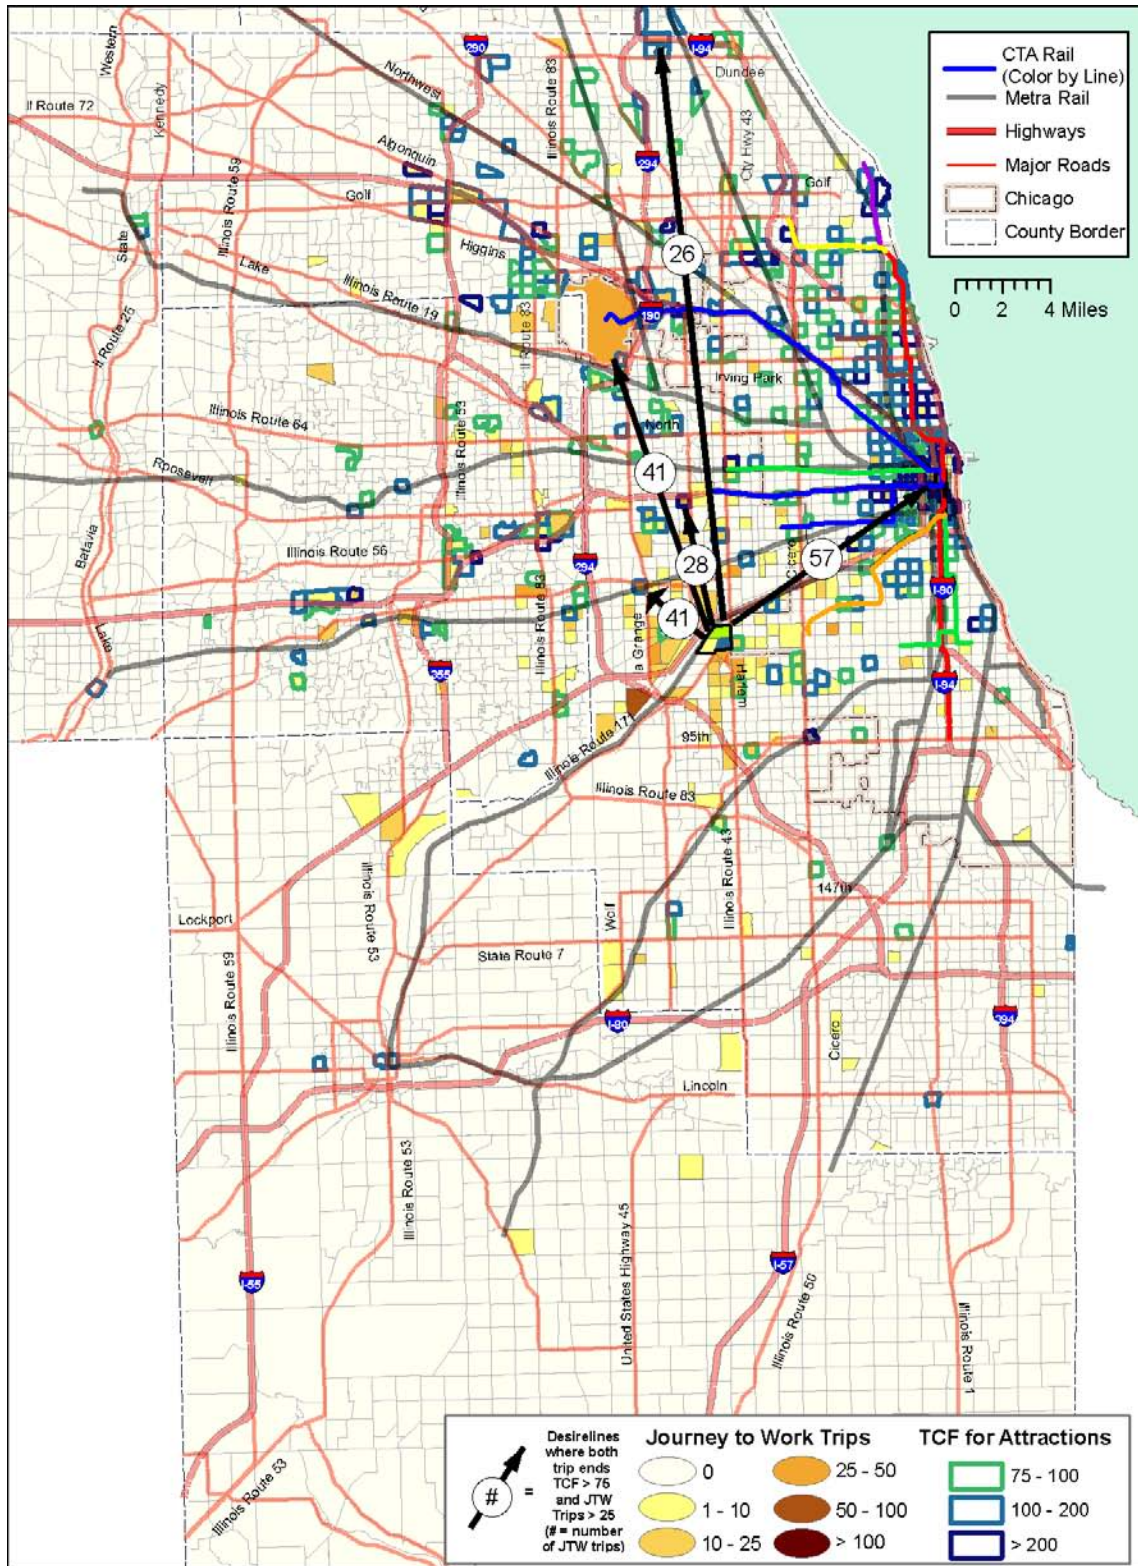 Western
Kennedy
290
Northwest
Illinois Route 83
I-94
Dundee
Il Route 72
Algonquin
Illinois Route 59
294
Cty Hwy 43
Golf
Golf
State
Higgins
26
Lake
Illinois Route 19
Il Route 25
Il Route 83
190
Irving Park
Illinois Route 64
Illinois Route 53
North
Roosevelt
41
Batavia
Illinois Route 56
294
28
Cicero
57
Illinois Route 83
41
I-90
Lake
355
la Grange
Harlem
I-94
Illinois Route 171
95th
Illinois Route 83
Illinois Route 53
Illinois Route 43
147th
Lockport
Wolf
State Route 7
Illinois Route 59
I-80
Cicero
394
Lincoln
Illinois Route 53
United States Highway 45
I-55
I-57
Illinois Route 50
Illinois Route 1
Illinois Route 53
CTA Rail
(Color by Line)
Metra Rail
Highways
Major Roads
Chicago
County Border
0 2 4 Miles
#
=
Desirelines
where both
trip ends
TCF > 75
and JTW
Trips > 25
(# = number
of JTW trips)
Journey to Work Trips
0
1 - 10
10 - 25
25 - 50
50 - 100
> 100
TCF for Attractions
75 - 100
100 - 200
> 200